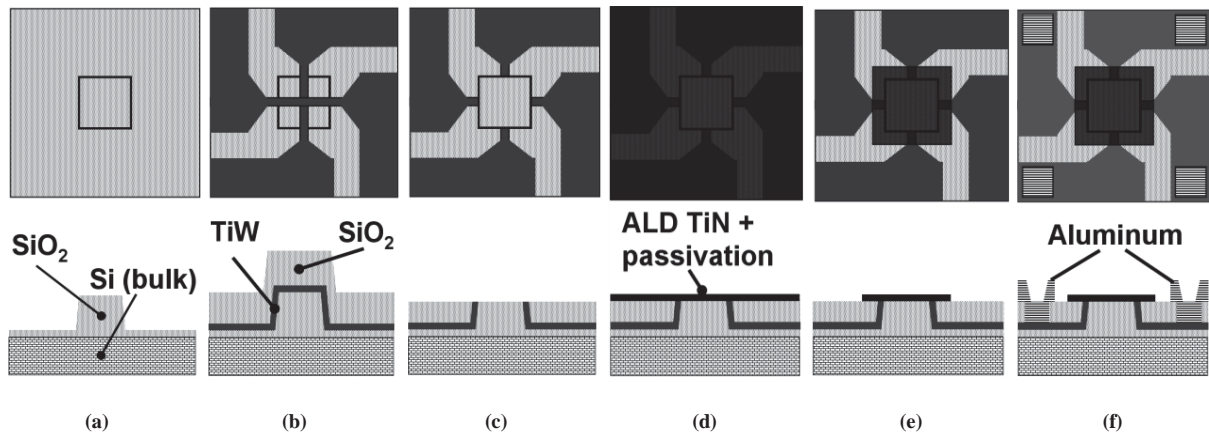 SiO2
Si (bulk)
TiW
SiO2
ALD TiN +
passivation
Aluminum
(a)
(b)
(c)
(d)
(e)
(f)